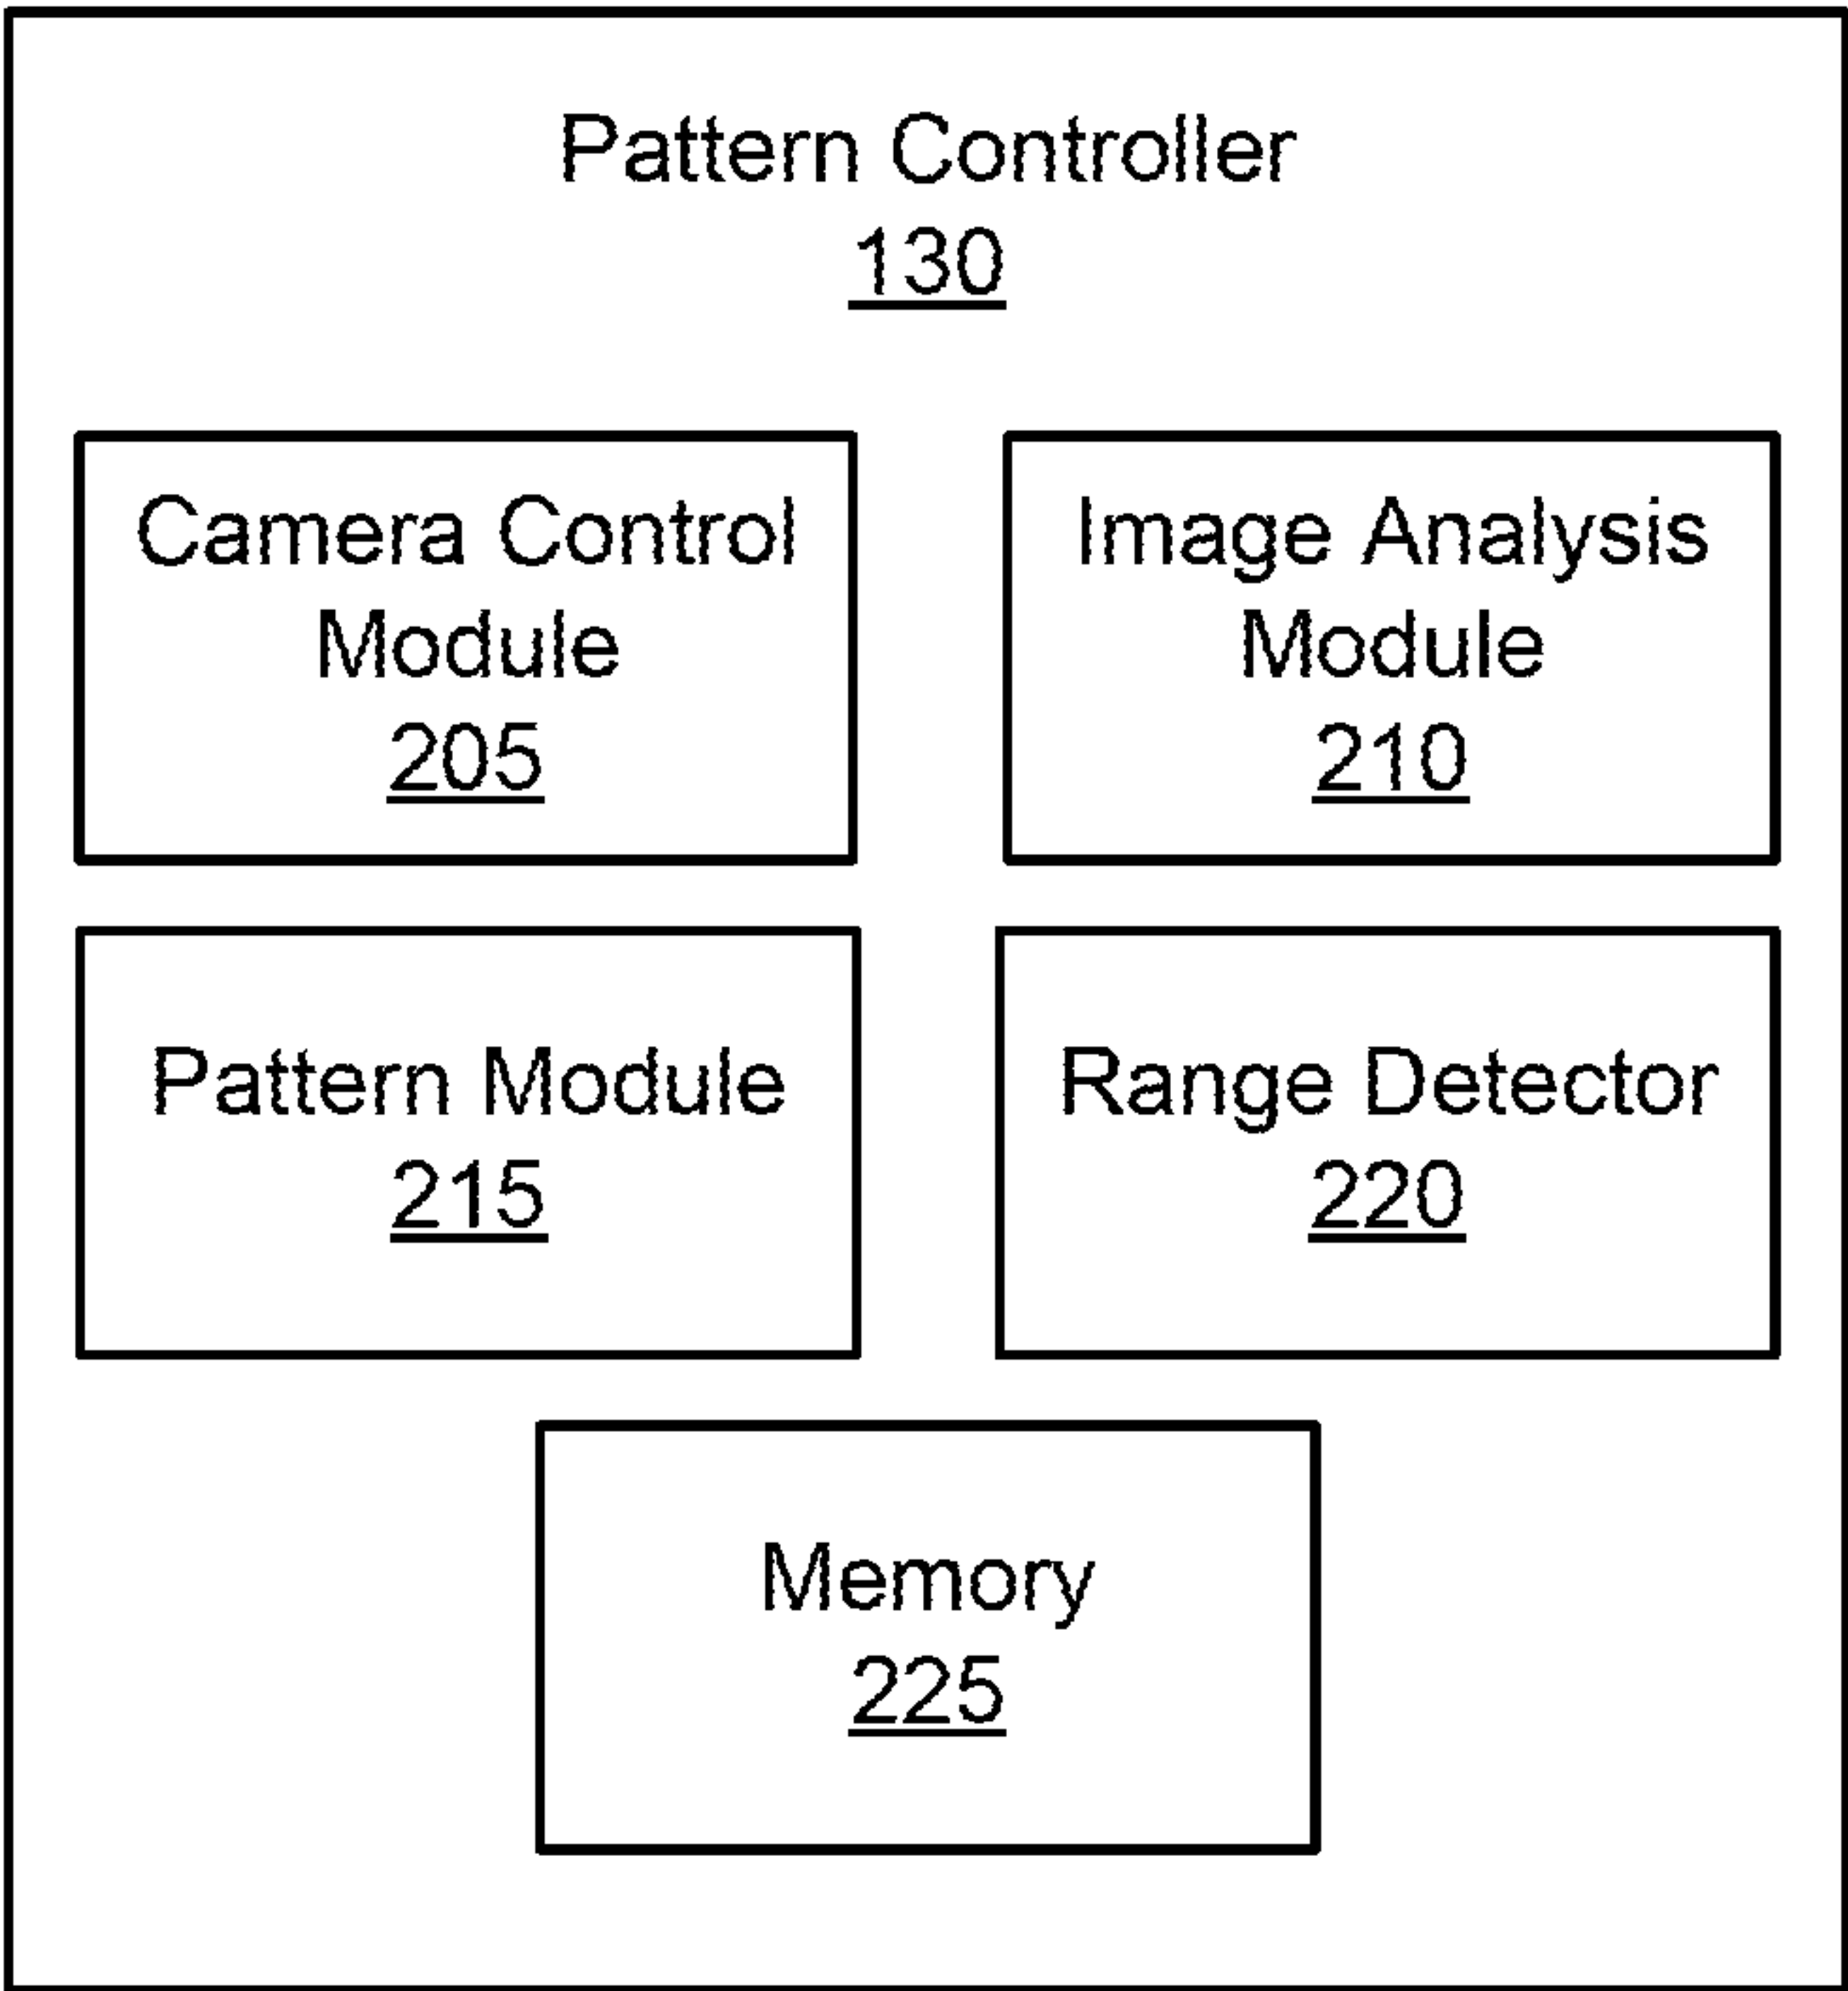 Pattern Controller
130
Camera Control
Module
205
Image Analysis
Module
210
Pattern Module
215
Range Detector
220
Memory
225